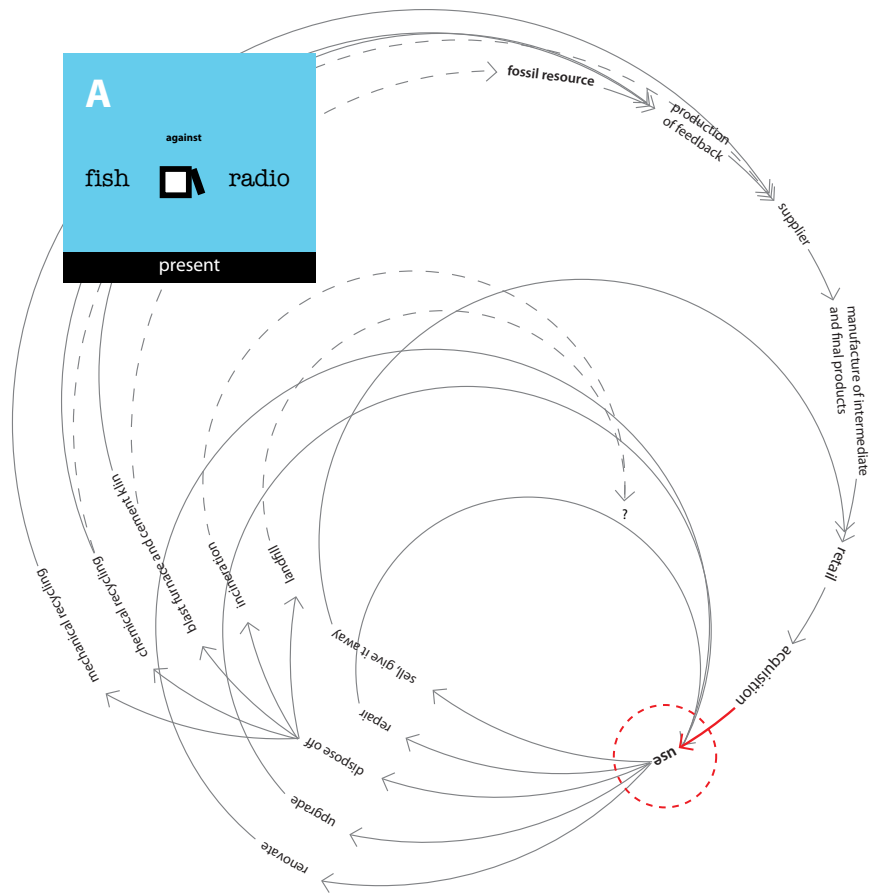 A
against
fish
radio
present
fossil resource
production
of feedback
supplier
manufacture of intermediate
and final products
retail
acquisition
use
?
sell, give it away
repair
dispose off
upgrade
renovate
landfill
incineration
blast furnace and cement klin
chemical recycling
mechanical recycling